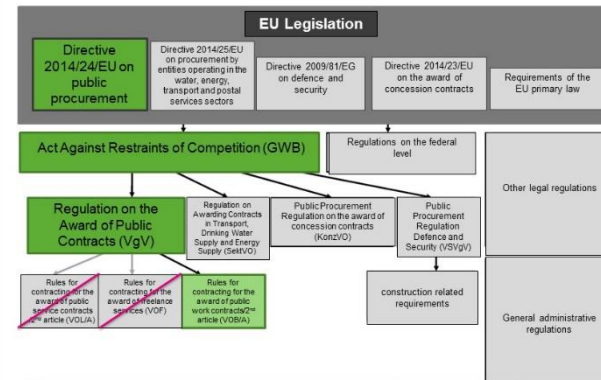 EU Legislation
Directive
2014/24/EU on
public
procurement
Directive 2014/25/EU
on procurement by
entities operating in the
water, energy,
transport and postal
services sectors
Directive 2009/81/EG
on defence and
security
Directive 2014/23/EU
on the award of
concession contracts
Requirements of the
EU primary law
Act Against Restraints of Competition (GWB)
Regulations on the federal
level
Other legal regulations
Regulation on the
Award of Public
Contracts (VgV)
Regulation on
Awarding Contracts
in Transport,
Drinking Water
Supply and Energy
Supply (SektVO)
Public Procurement
Regulation on the award of
concession contracts
(KonzVO)
Public
Procurement
Regulation
Defence and
Security (VSVgV)
Rules for
contracting for the
award of public
service contracts
/2nd article (VOL/A)
Rules for
contracting for the
award of freelance
services (VOF)
Rules for
contracting for the
award of public
work contracts/2nd
article (VOB/A)
construction related
requirements
General administrative
regulations